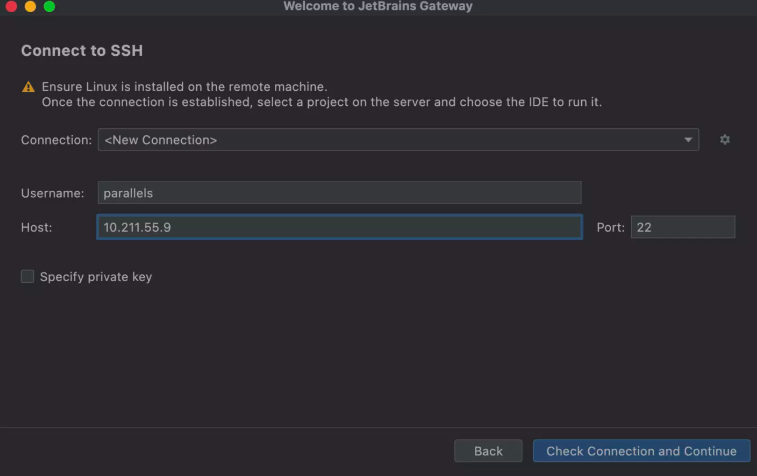 Welcome to JetBrains Gateway
Connect to SSH
Ensure Linux is installed on the remote machine.
Once the connection is established, select a project on the server and choose the IDE to run it.
Connection: <New Connection>
Username: parallels
Host: 10.211.55.9 Port: 22
Specify private key
Back Check Connection and Continue